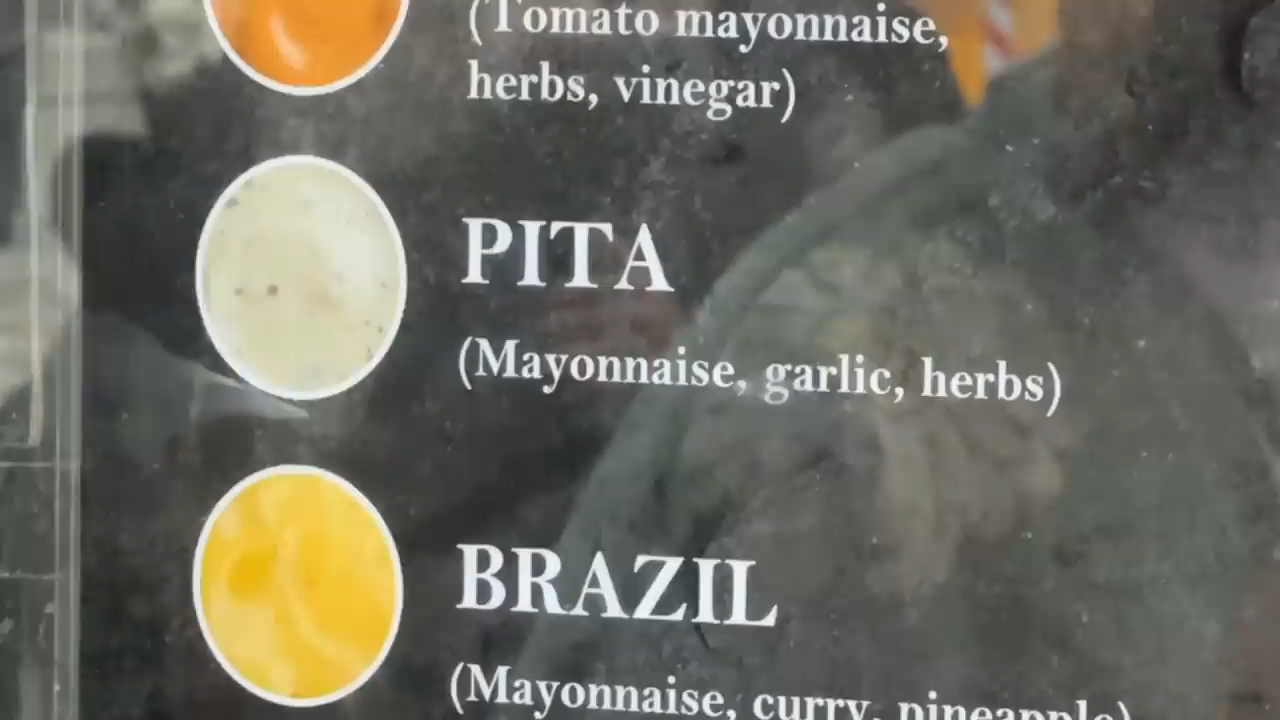 (Tomato mayonnaise,
herbs, vinegar)
PITA
(Mayonnaise, garlic, herbs)
BRAZIL
(Mayonnaise, curry, pineapple)